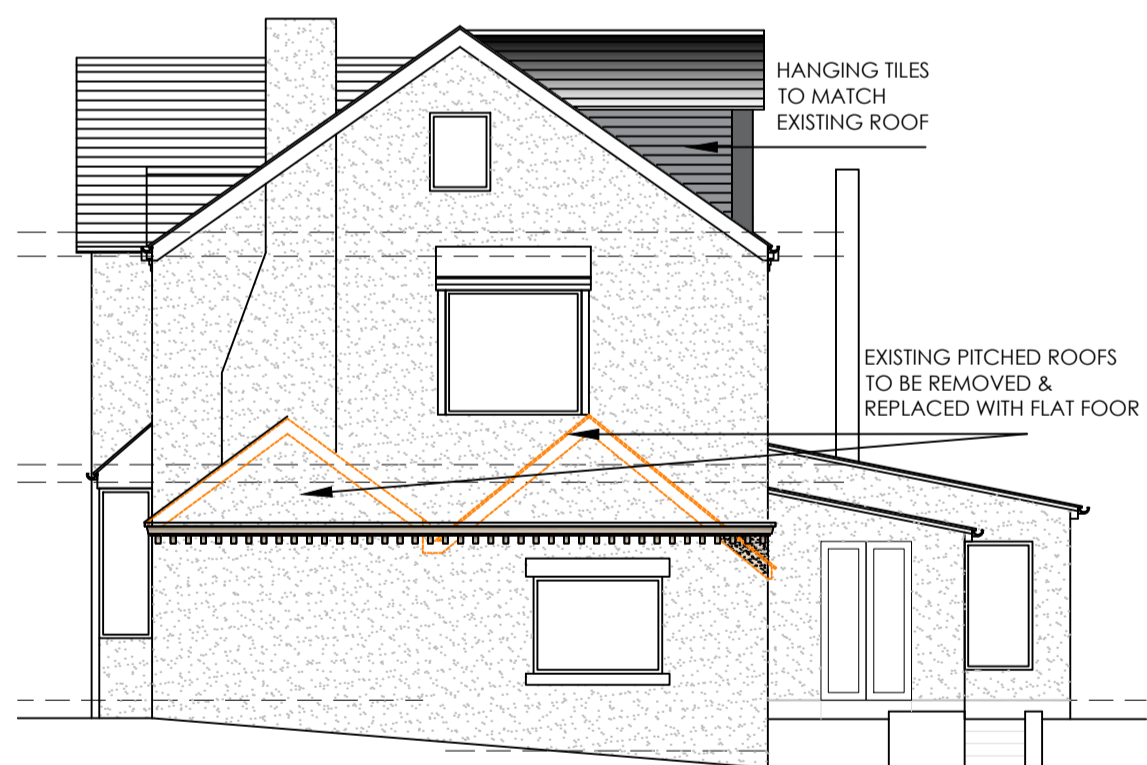 HANGING TILES
TO MATCH
EXISTING ROOF
EXISTING PITCHED ROOFS
TO BE REMOVED &
REPLACED WITH FLAT FOOR